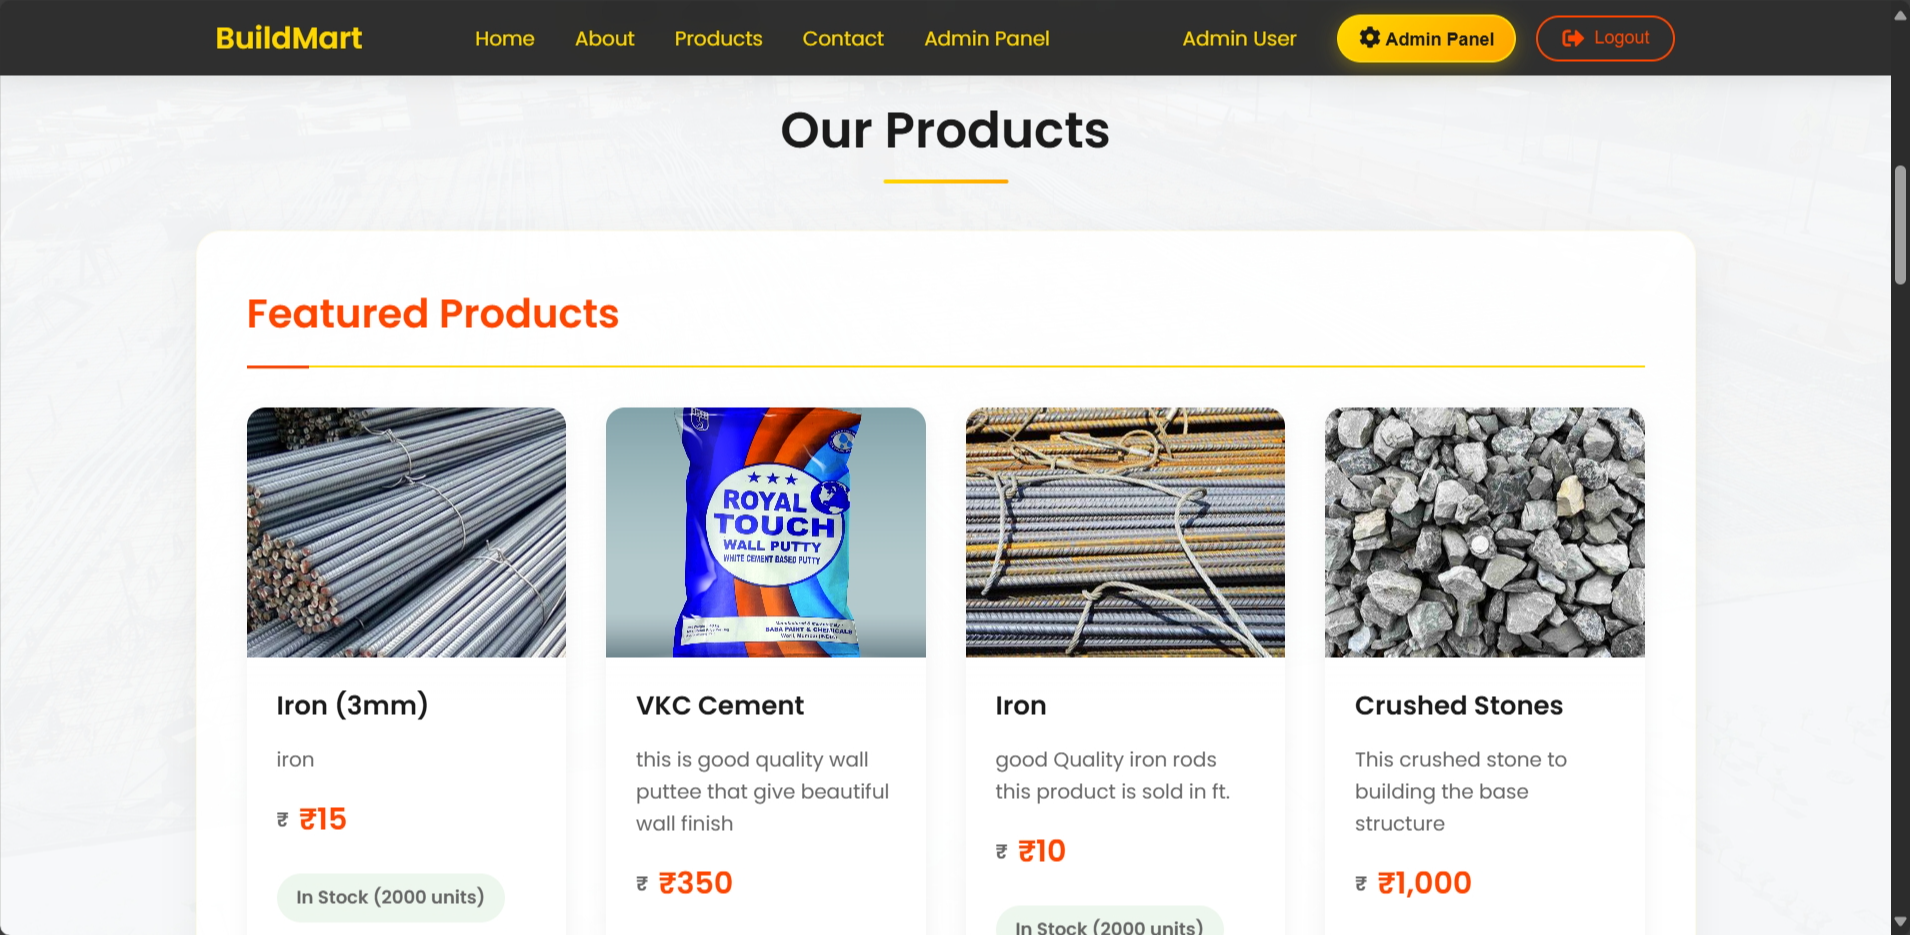 BuildMart
Home
About
Products
Contact
Admin Panel
Admin User
Admin Panel
Logout
Our Products
Featured Products
ROYAL
TOUCH
WALL PUTTY
WHITE CEMENT BASED PUTTY
BABA PAINT & CHEMICALS
Iron (3mm)
iron
₹ ₹15
In Stock (2000 units)
VKC Cement
this is good quality wall
puttee that give beautiful
wall finish
₹ ₹350
Iron
good Quality iron rods
this product is sold in ft.
₹ ₹10
In Stock (2000 units)
Crushed Stones
This crushed stone to
building the base
structure
₹ ₹1,000